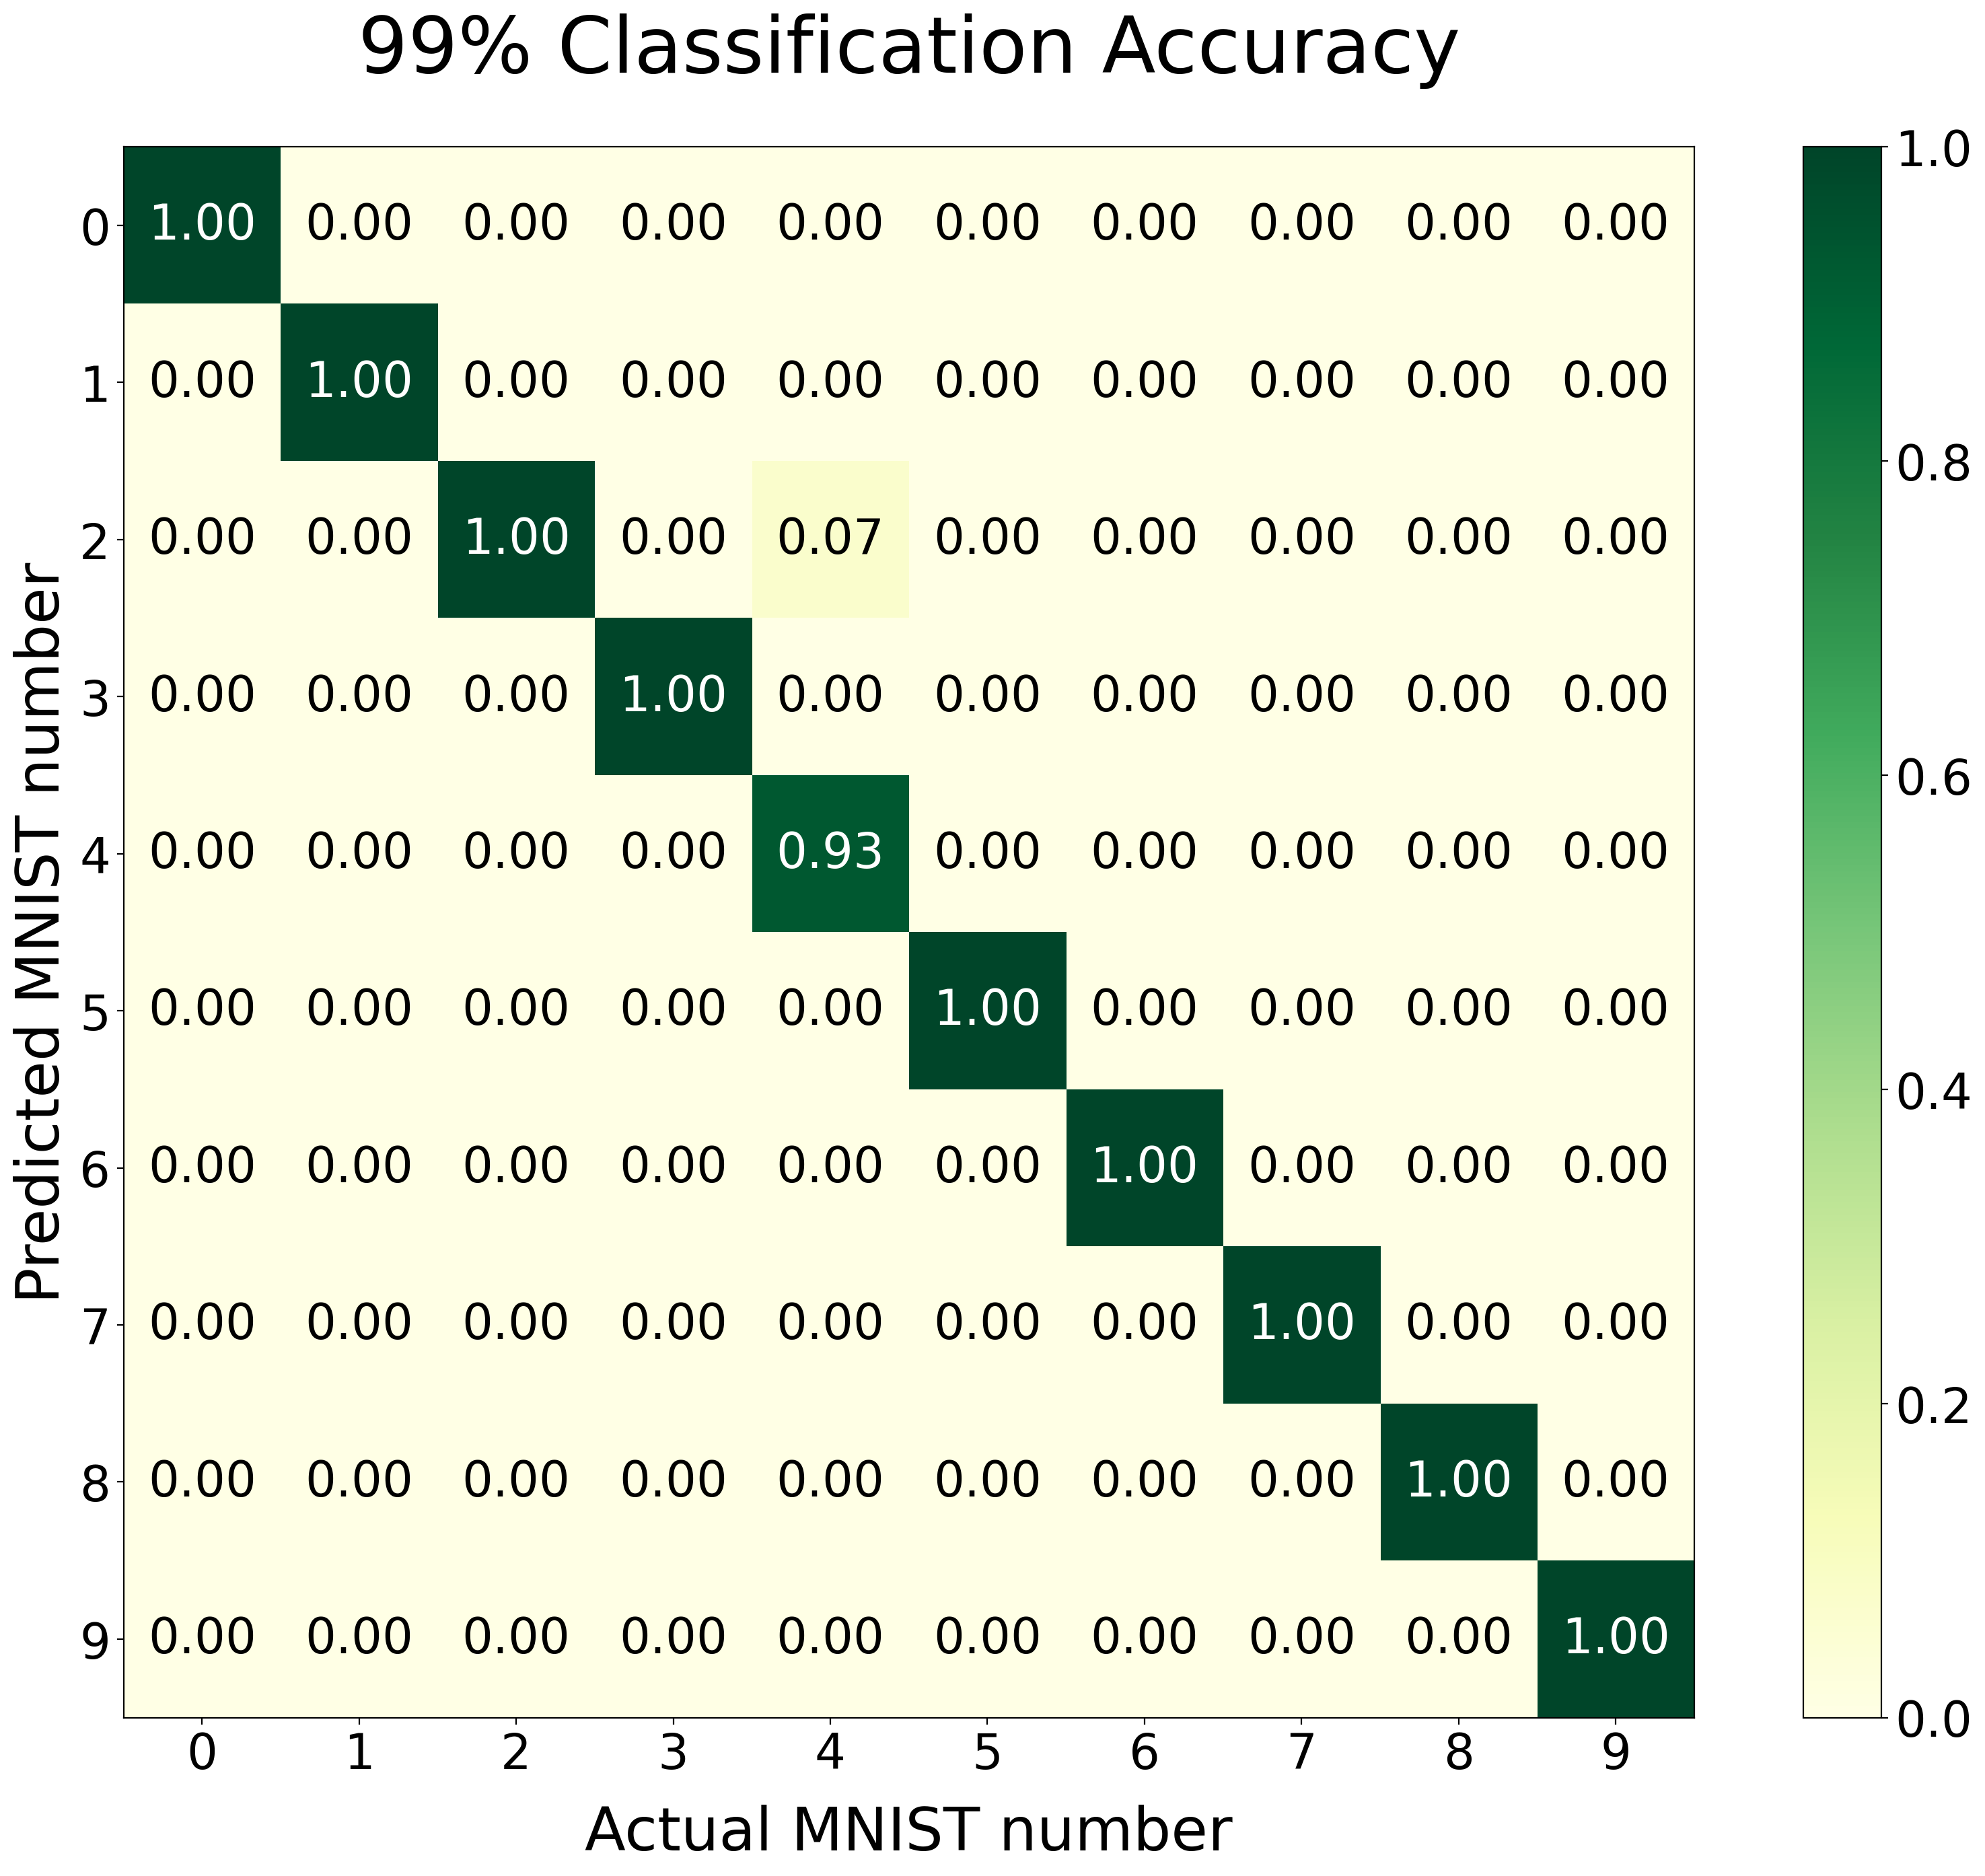 99% Classification Accuracy
0 1.00 0.00 0.00 0.00 0.00 0.00 0.00 0.00 0.00 0.00
1 0.00 1.00 0.00 0.00 0.00 0.00 0.00 0.00 0.00 0.00
2 0.00 0.00 1.00 0.00 0.07 0.00 0.00 0.00 0.00 0.00
3 0.00 0.00 0.00 1.00 0.00 0.00 0.00 0.00 0.00 0.00
4 0.00 0.00 0.00 0.00 0.93 0.00 0.00 0.00 0.00 0.00
5 0.00 0.00 0.00 0.00 0.00 1.00 0.00 0.00 0.00 0.00
6 0.00 0.00 0.00 0.00 0.00 0.00 1.00 0.00 0.00 0.00
7 0.00 0.00 0.00 0.00 0.00 0.00 0.00 1.00 0.00 0.00
8 0.00 0.00 0.00 0.00 0.00 0.00 0.00 0.00 1.00 0.00
9 0.00 0.00 0.00 0.00 0.00 0.00 0.00 0.00 0.00 1.00
0 1 2 3 4 5 6 7 8 9
Actual MNIST number
Predicted MNIST number
1.0
0.8
0.6
0.4
0.2
0.0